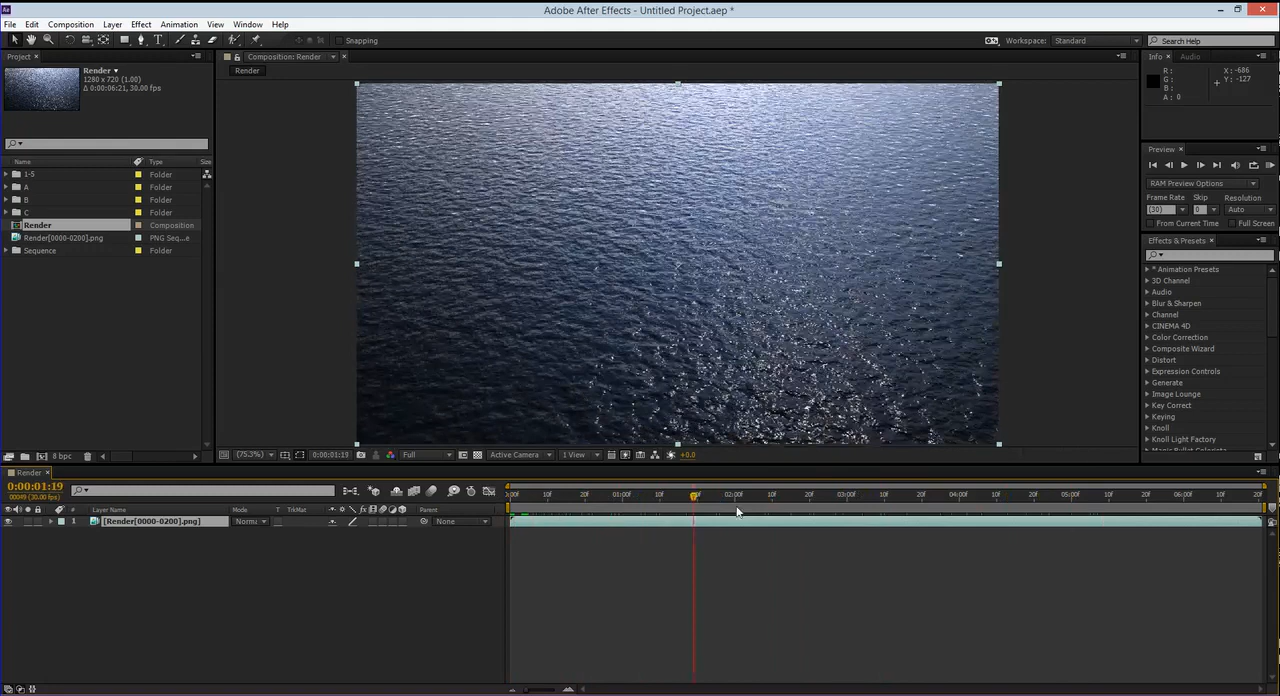 Ae Adobe After Effects - Untitled Project.aep *
File Edit Composition Layer Effect Animation View Window Help
Snapping Workspace: Standard Search Help
Project Composition: Render Info Audio
Render
Render
1280 x 720 (1.00)
Δ 0:00:06:21, 30.00 fps
R: X: -686
G: Y: -127
B:
A: 0
Preview
Name Type Size
1-5 Folder
A Folder
B Folder
C Folder
Render Composition
Render[0000-0200].png PNG Seq...e
Sequence Folder
RAM Preview Options
Frame Rate Skip Resolution
(30) 0 Auto
From Current Time Full Screen
Effects & Presets
* Animation Presets
3D Channel
Audio
Blur & Sharpen
Channel
CINEMA 4D
Color Correction
Composite Wizard
Distort
Expression Controls
Generate
Image Lounge
Key Correct
Keying
Knoll
Knoll Light Factory
8 bpc (75.3%) 0:00:01:19 Full Active Camera 1 View +0.0
Render
0:00:01:19
00049 (30.00 fps)
:00f 10f 20f 01:00f 10f 20f 02:00f 10f 20f 03:00f 10f 20f 04:00f 10f 20f 05:00f 10f 20f 06:00f 10f 20f
# Layer Name Mode T TrkMat fx Parent
1 [Render[0000-0200].png] Norma None